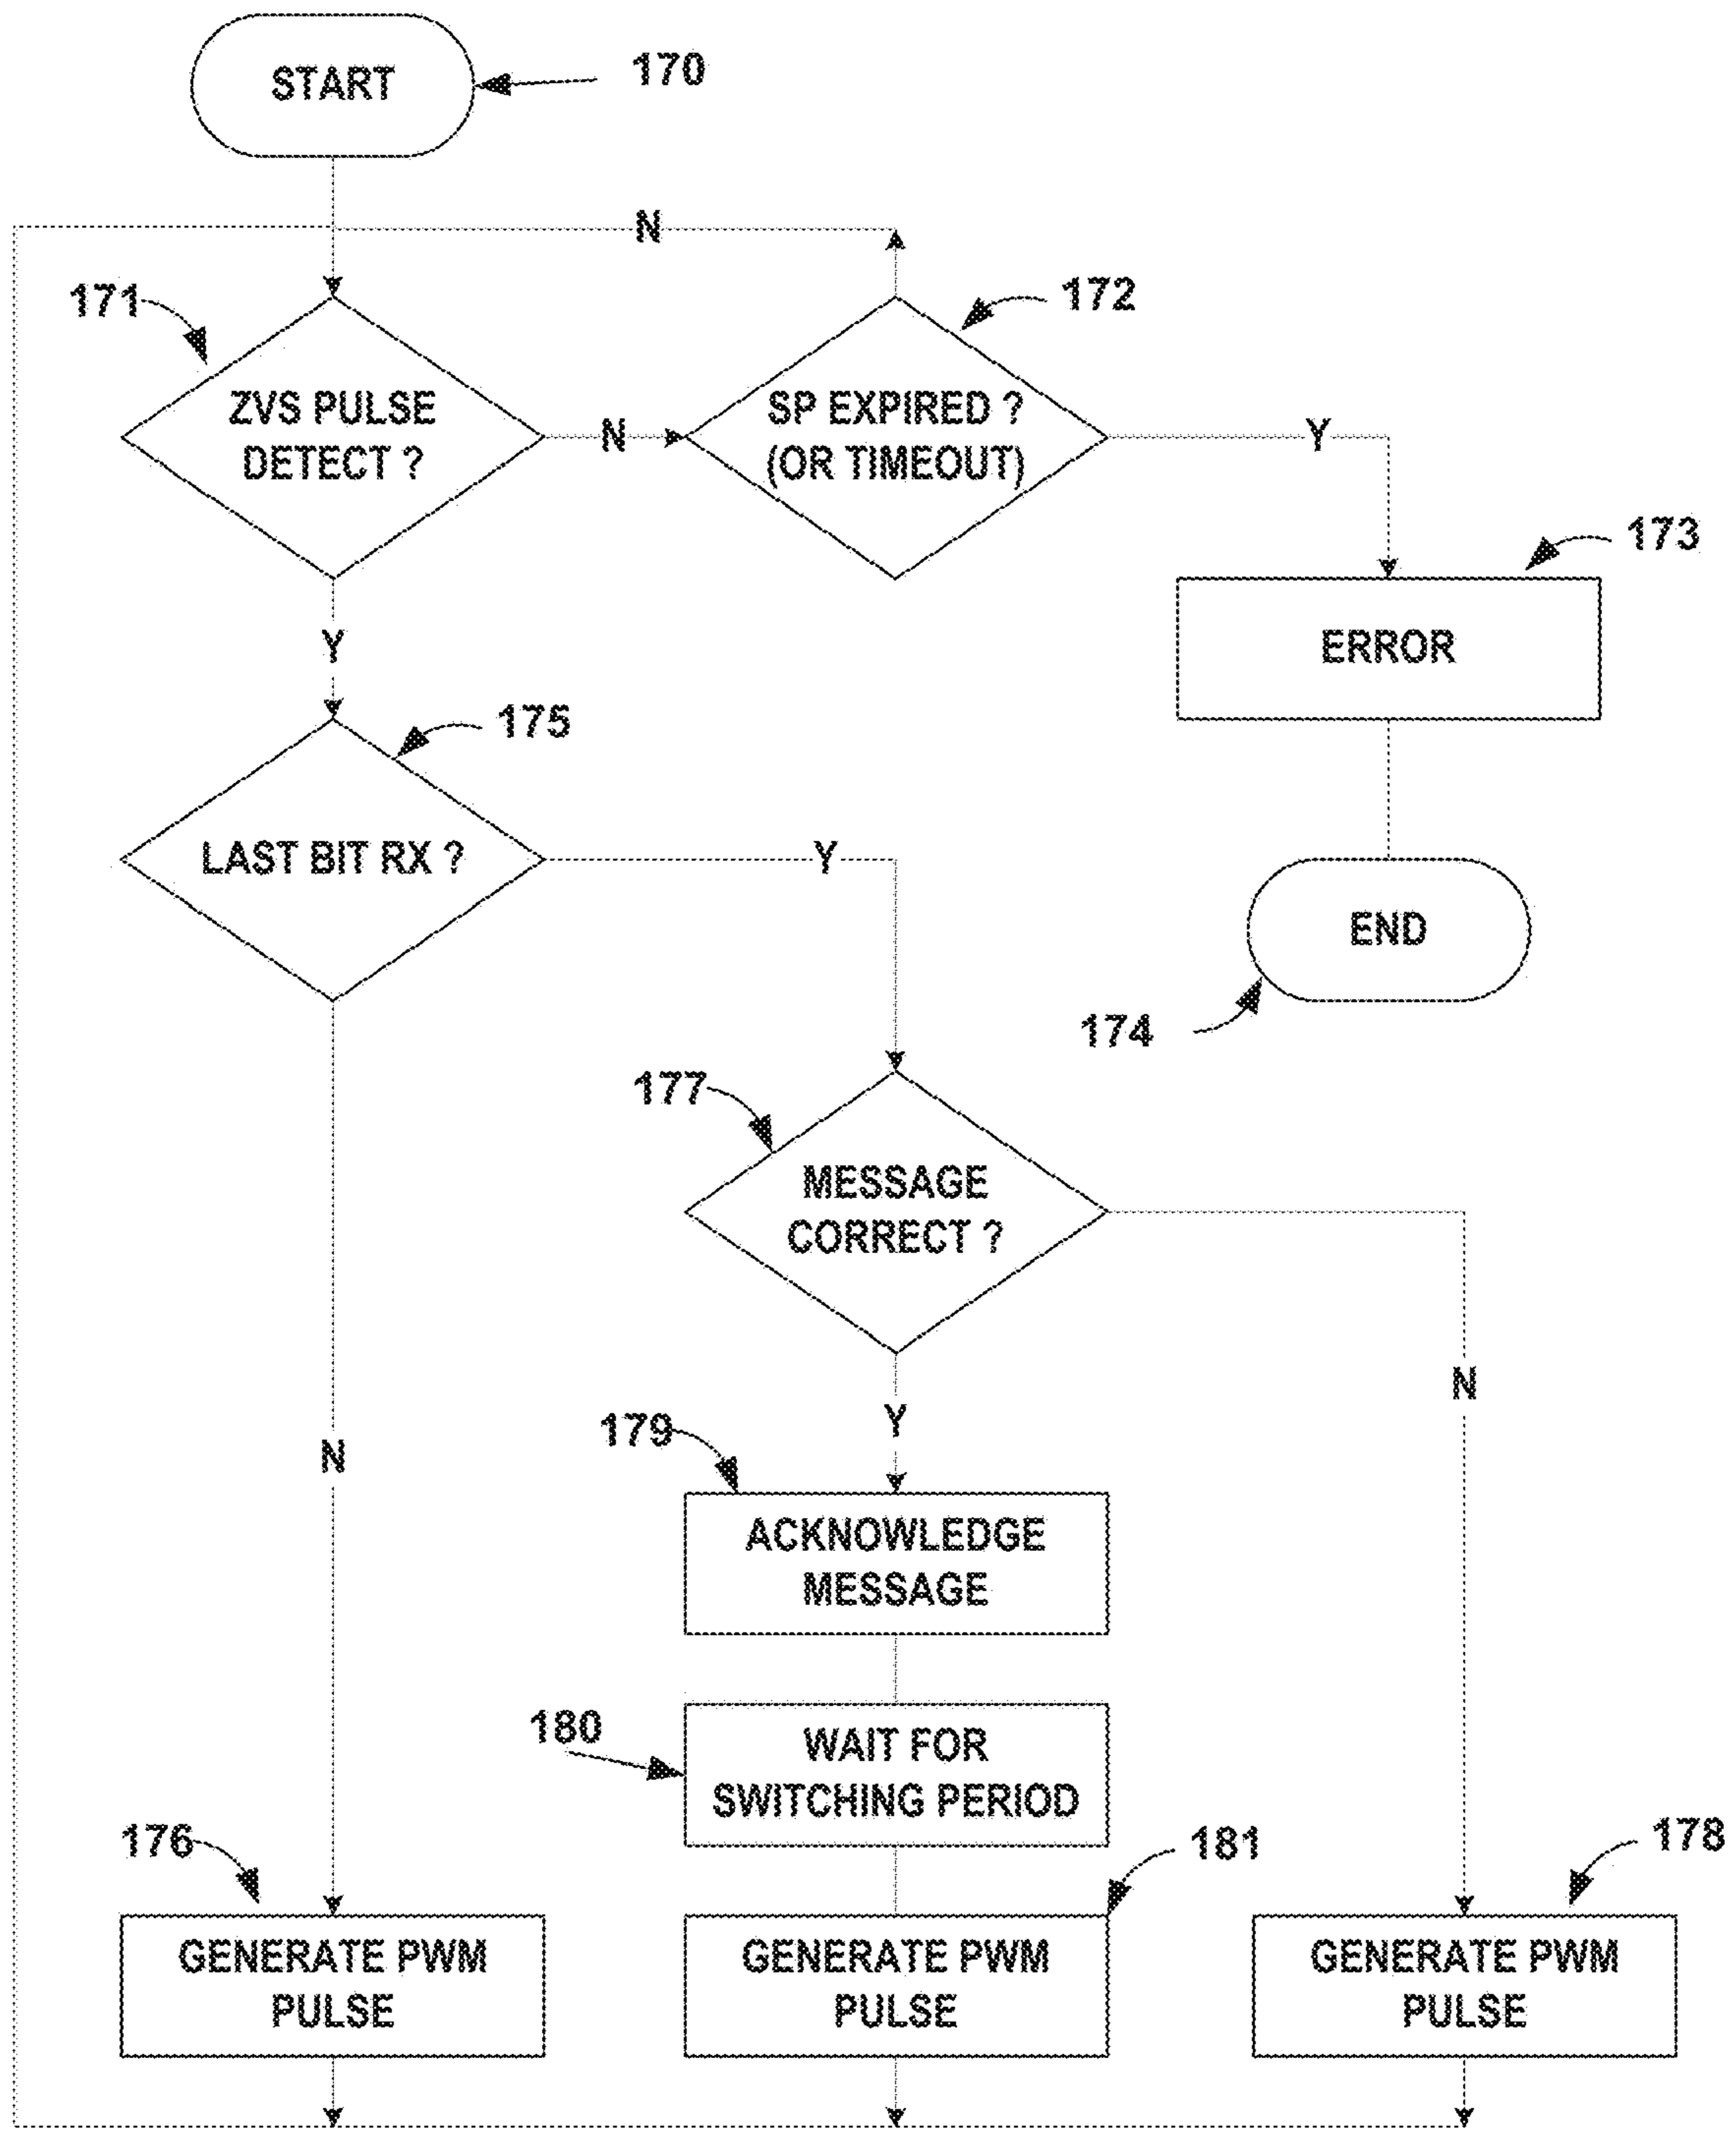 START
170
N
171
172
ZVS PULSE
DETECT ?
N
SP EXPIRED ?
(OR TIMEOUT)
Y
173
ERROR
Y
175
LAST BIT RX ?
Y
END
174
177
MESSAGE
CORRECT ?
N
Y
179
N
ACKNOWLEDGE
MESSAGE
180
WAIT FOR
SWITCHING PERIOD
176
181
178
GENERATE PWM
PULSE
GENERATE PWM
PULSE
GENERATE PWM
PULSE